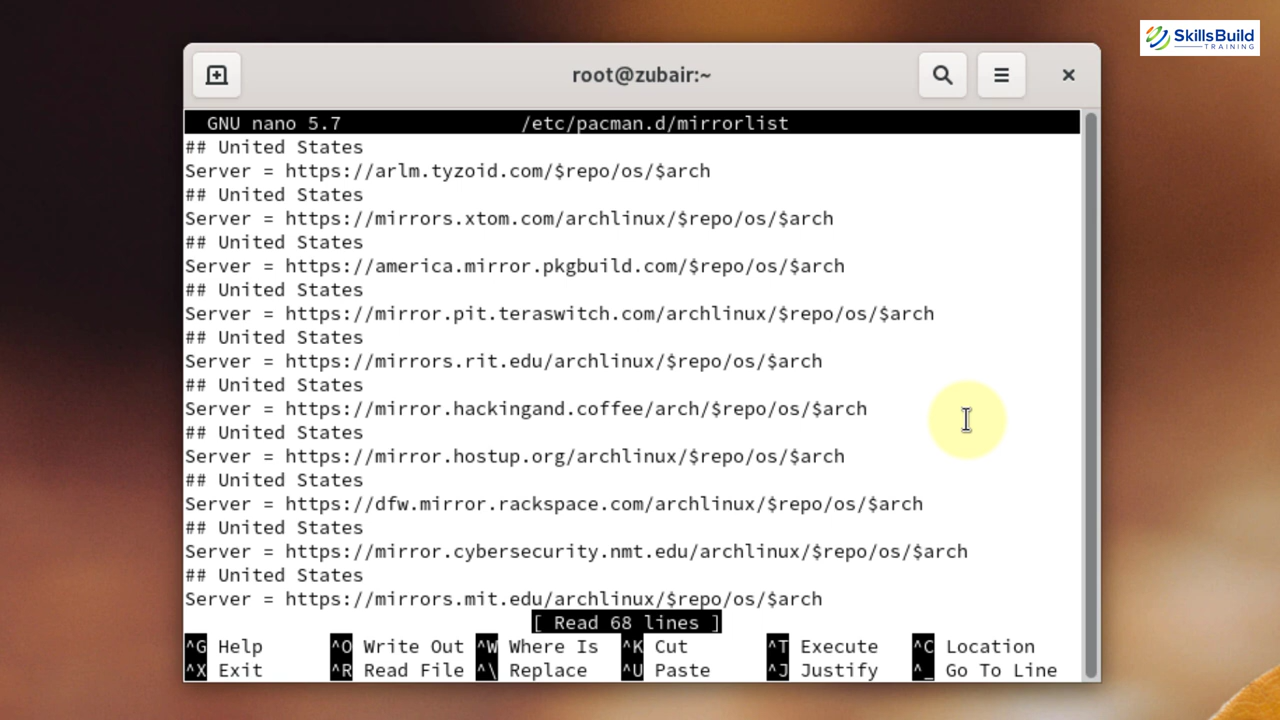 SkillsBuild
TRAINING
root@zubair:~
GNU nano 5.7 /etc/pacman.d/mirrorlist
## United States
Server = https://arlm.tyzoid.com/$repo/os/$arch
## United States
Server = https://mirrors.xtom.com/archlinux/$repo/os/$arch
## United States
Server = https://america.mirror.pkgbuild.com/$repo/os/$arch
## United States
Server = https://mirror.pit.teraswitch.com/archlinux/$repo/os/$arch
## United States
Server = https://mirrors.rit.edu/archlinux/$repo/os/$arch
## United States
Server = https://mirror.hackingand.coffee/arch/$repo/os/$arch
## United States
Server = https://mirror.hostup.org/archlinux/$repo/os/$arch
## United States
Server = https://dfw.mirror.rackspace.com/archlinux/$repo/os/$arch
## United States
Server = https://mirror.cybersecurity.nmt.edu/archlinux/$repo/os/$arch
## United States
Server = https://mirrors.mit.edu/archlinux/$repo/os/$arch
[ Read 68 lines ]
^G Help ^O Write Out ^W Where Is ^K Cut ^T Execute ^C Location
^X Exit ^R Read File ^\ Replace ^U Paste ^J Justify ^_ Go To Line